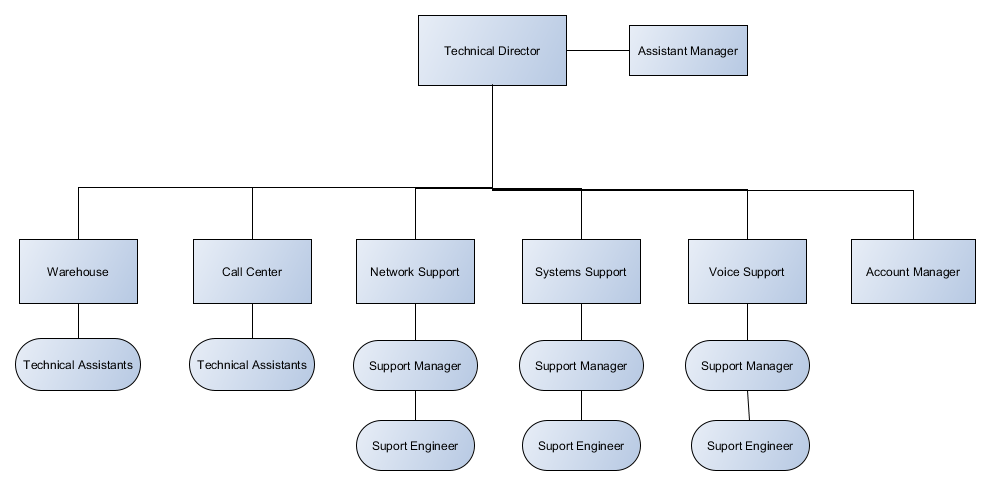 Technical Director
Assistant Manager
Warehouse
Call Center
Network Support
Systems Support
Voice Support
Account Manager
Technical Assistants
Technical Assistants
Support Manager
Support Manager
Support Manager
Suport Engineer
Suport Engineer
Suport Engineer